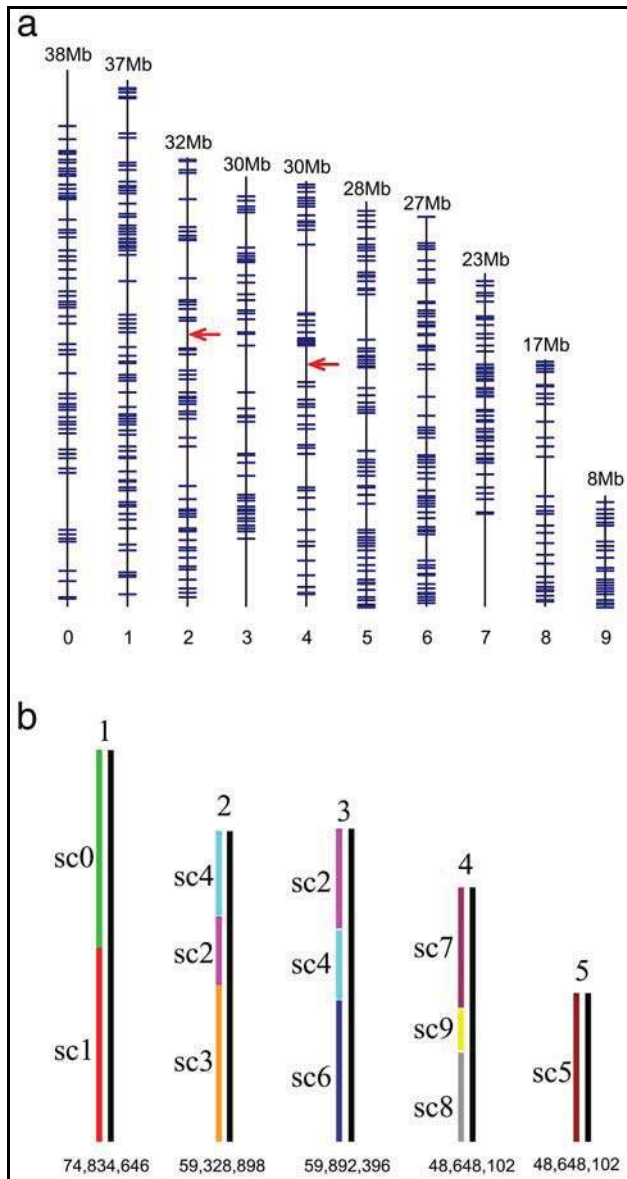 a
38Mb
37Mb
32Mb
30Mb
30Mb
28Mb
27Mb
23Mb
17Mb
8Mb
0 1 2 3 4 5 6 7 8 9
b
1
2
3
4
5
sc0
sc1
sc4
sc2
sc3
sc2
sc4
sc6
sc7
sc9
sc8
sc5
74,834,646 59,328,898 59,892,396 48,648,102 48,648,102